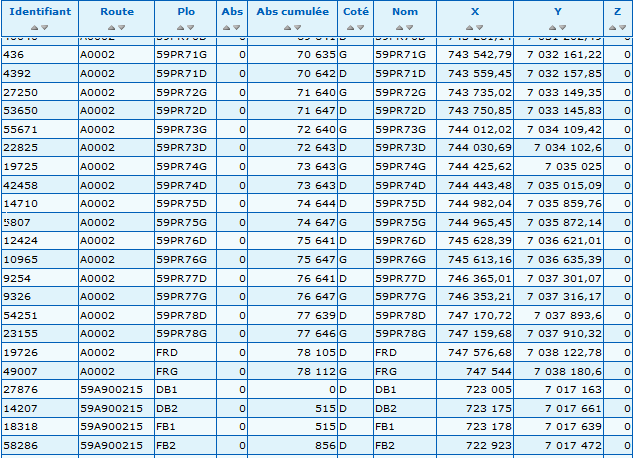 Identifiant Route Plo Abs Abs cumulée Coté Nom X Y Z
436 A0002 59PR71G 0 70 635 G 59PR71G 743 542,79 7 032 161,22 0
4392 A0002 59PR71D 0 70 642 D 59PR71D 743 559,45 7 032 157,85 0
27250 A0002 59PR72G 0 71 640 G 59PR72G 743 735,02 7 033 149,35 0
53650 A0002 59PR72D 0 71 647 D 59PR72D 743 750,85 7 033 145,83 0
55671 A0002 59PR73G 0 72 640 G 59PR73G 744 012,02 7 034 109,42 0
22825 A0002 59PR73D 0 72 643 D 59PR73D 744 030,69 7 034 102,6 0
19725 A0002 59PR74G 0 73 643 G 59PR74G 744 425,62 7 035 025 0
42458 A0002 59PR74D 0 73 643 D 59PR74D 744 443,48 7 035 015,09 0
14710 A0002 59PR75D 0 74 644 D 59PR75D 744 982,04 7 035 859,76 0
5807 A0002 59PR75G 0 74 647 G 59PR75G 744 965,45 7 035 872,14 0
12424 A0002 59PR76D 0 75 641 D 59PR76D 745 628,39 7 036 621,01 0
10965 A0002 59PR76G 0 75 647 G 59PR76G 745 613,16 7 036 635,39 0
9254 A0002 59PR77D 0 76 641 D 59PR77D 746 365,01 7 037 301,07 0
9326 A0002 59PR77G 0 76 647 G 59PR77G 746 353,21 7 037 316,17 0
54251 A0002 59PR78D 0 77 639 D 59PR78D 747 170,72 7 037 893,6 0
23155 A0002 59PR78G 0 77 646 G 59PR78G 747 159,68 7 037 910,32 0
19726 A0002 FRD 0 78 105 D FRD 747 576,68 7 038 122,78 0
49007 A0002 FRG 0 78 112 G FRG 747 544 7 038 180,6 0
27876 59A900215 DB1 0 0 D DB1 723 005 7 017 163 0
14207 59A900215 DB2 0 515 D DB2 723 175 7 017 661 0
18318 59A900215 FB1 0 515 D FB1 723 178 7 017 639 0
58286 59A900215 FB2 0 856 D FB2 722 923 7 017 472 0